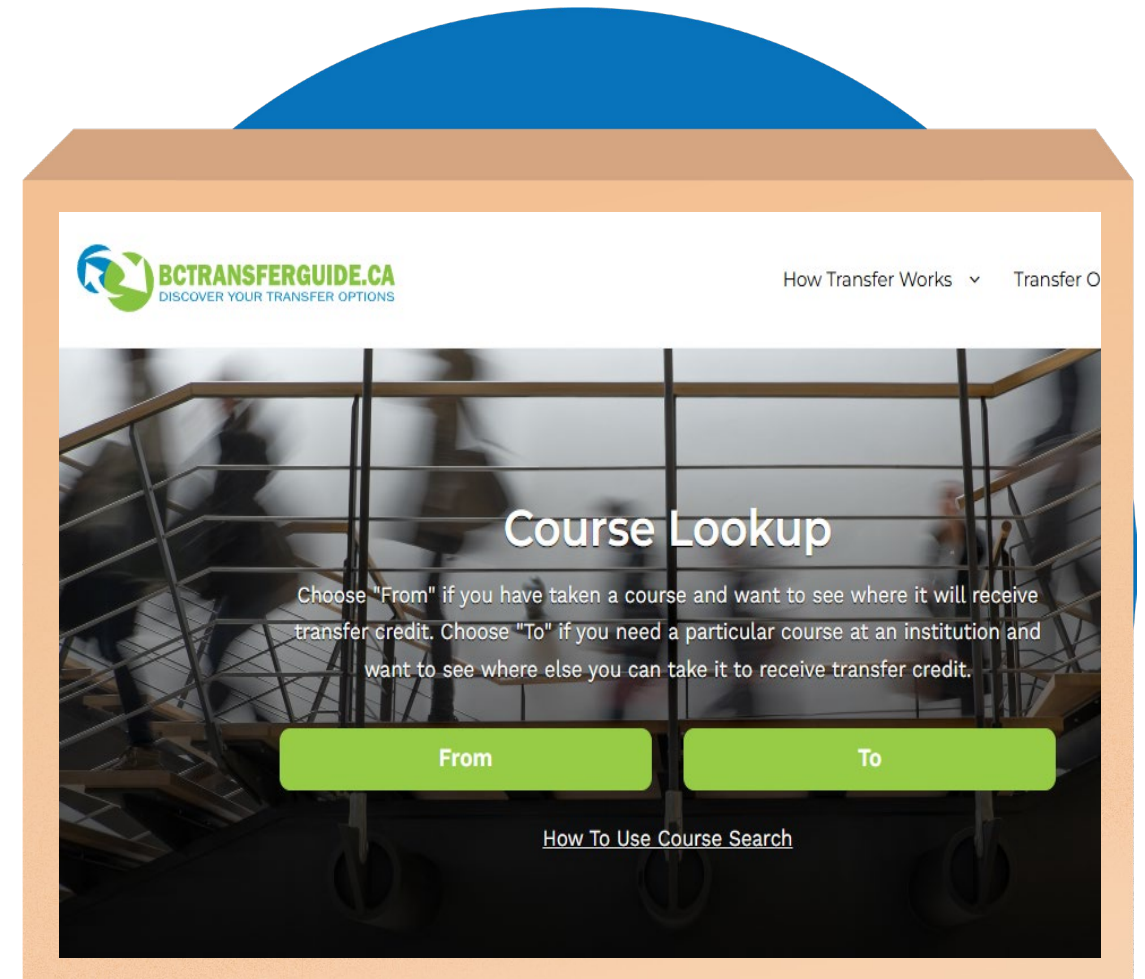 BCTRANSFERGUIDE.CA
DISCOVER YOUR TRANSFER OPTIONS
How Transfer Works
Transfer O
Course Lookup
Choose "From" if you have taken a course and want to see where it will receive
transfer credit. Choose "To" if you need a particular course at an institution and
want to see where else you can take it to receive transfer credit.
From
To
How To Use Course Search